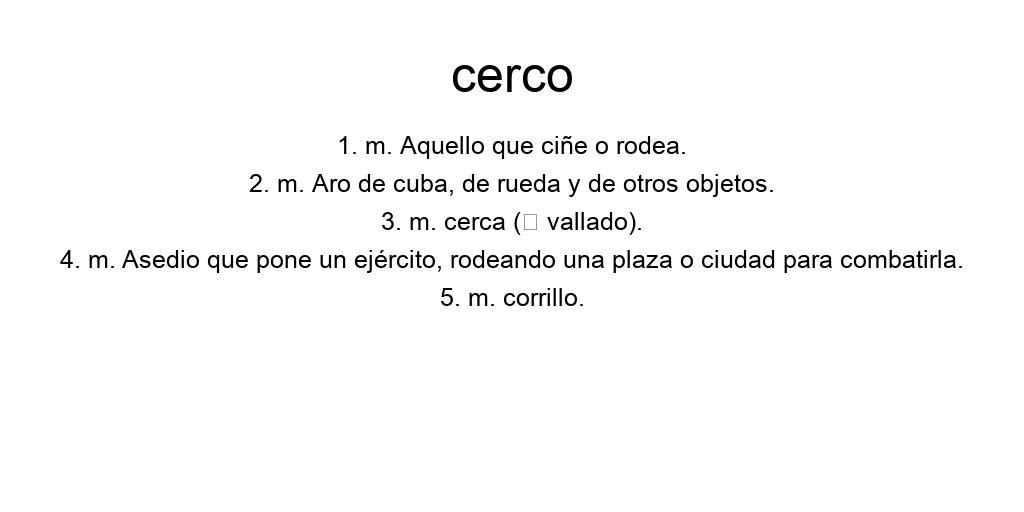 cerco
1. m. Aquello que ciñe o rodea.
2. m. Aro de cuba, de rueda y de otros objetos.
3. m. cerca (□ vallado).
4. m. Asedio que pone un ejército, rodeando una plaza o ciudad para combatirla.
5. m. corrillo.